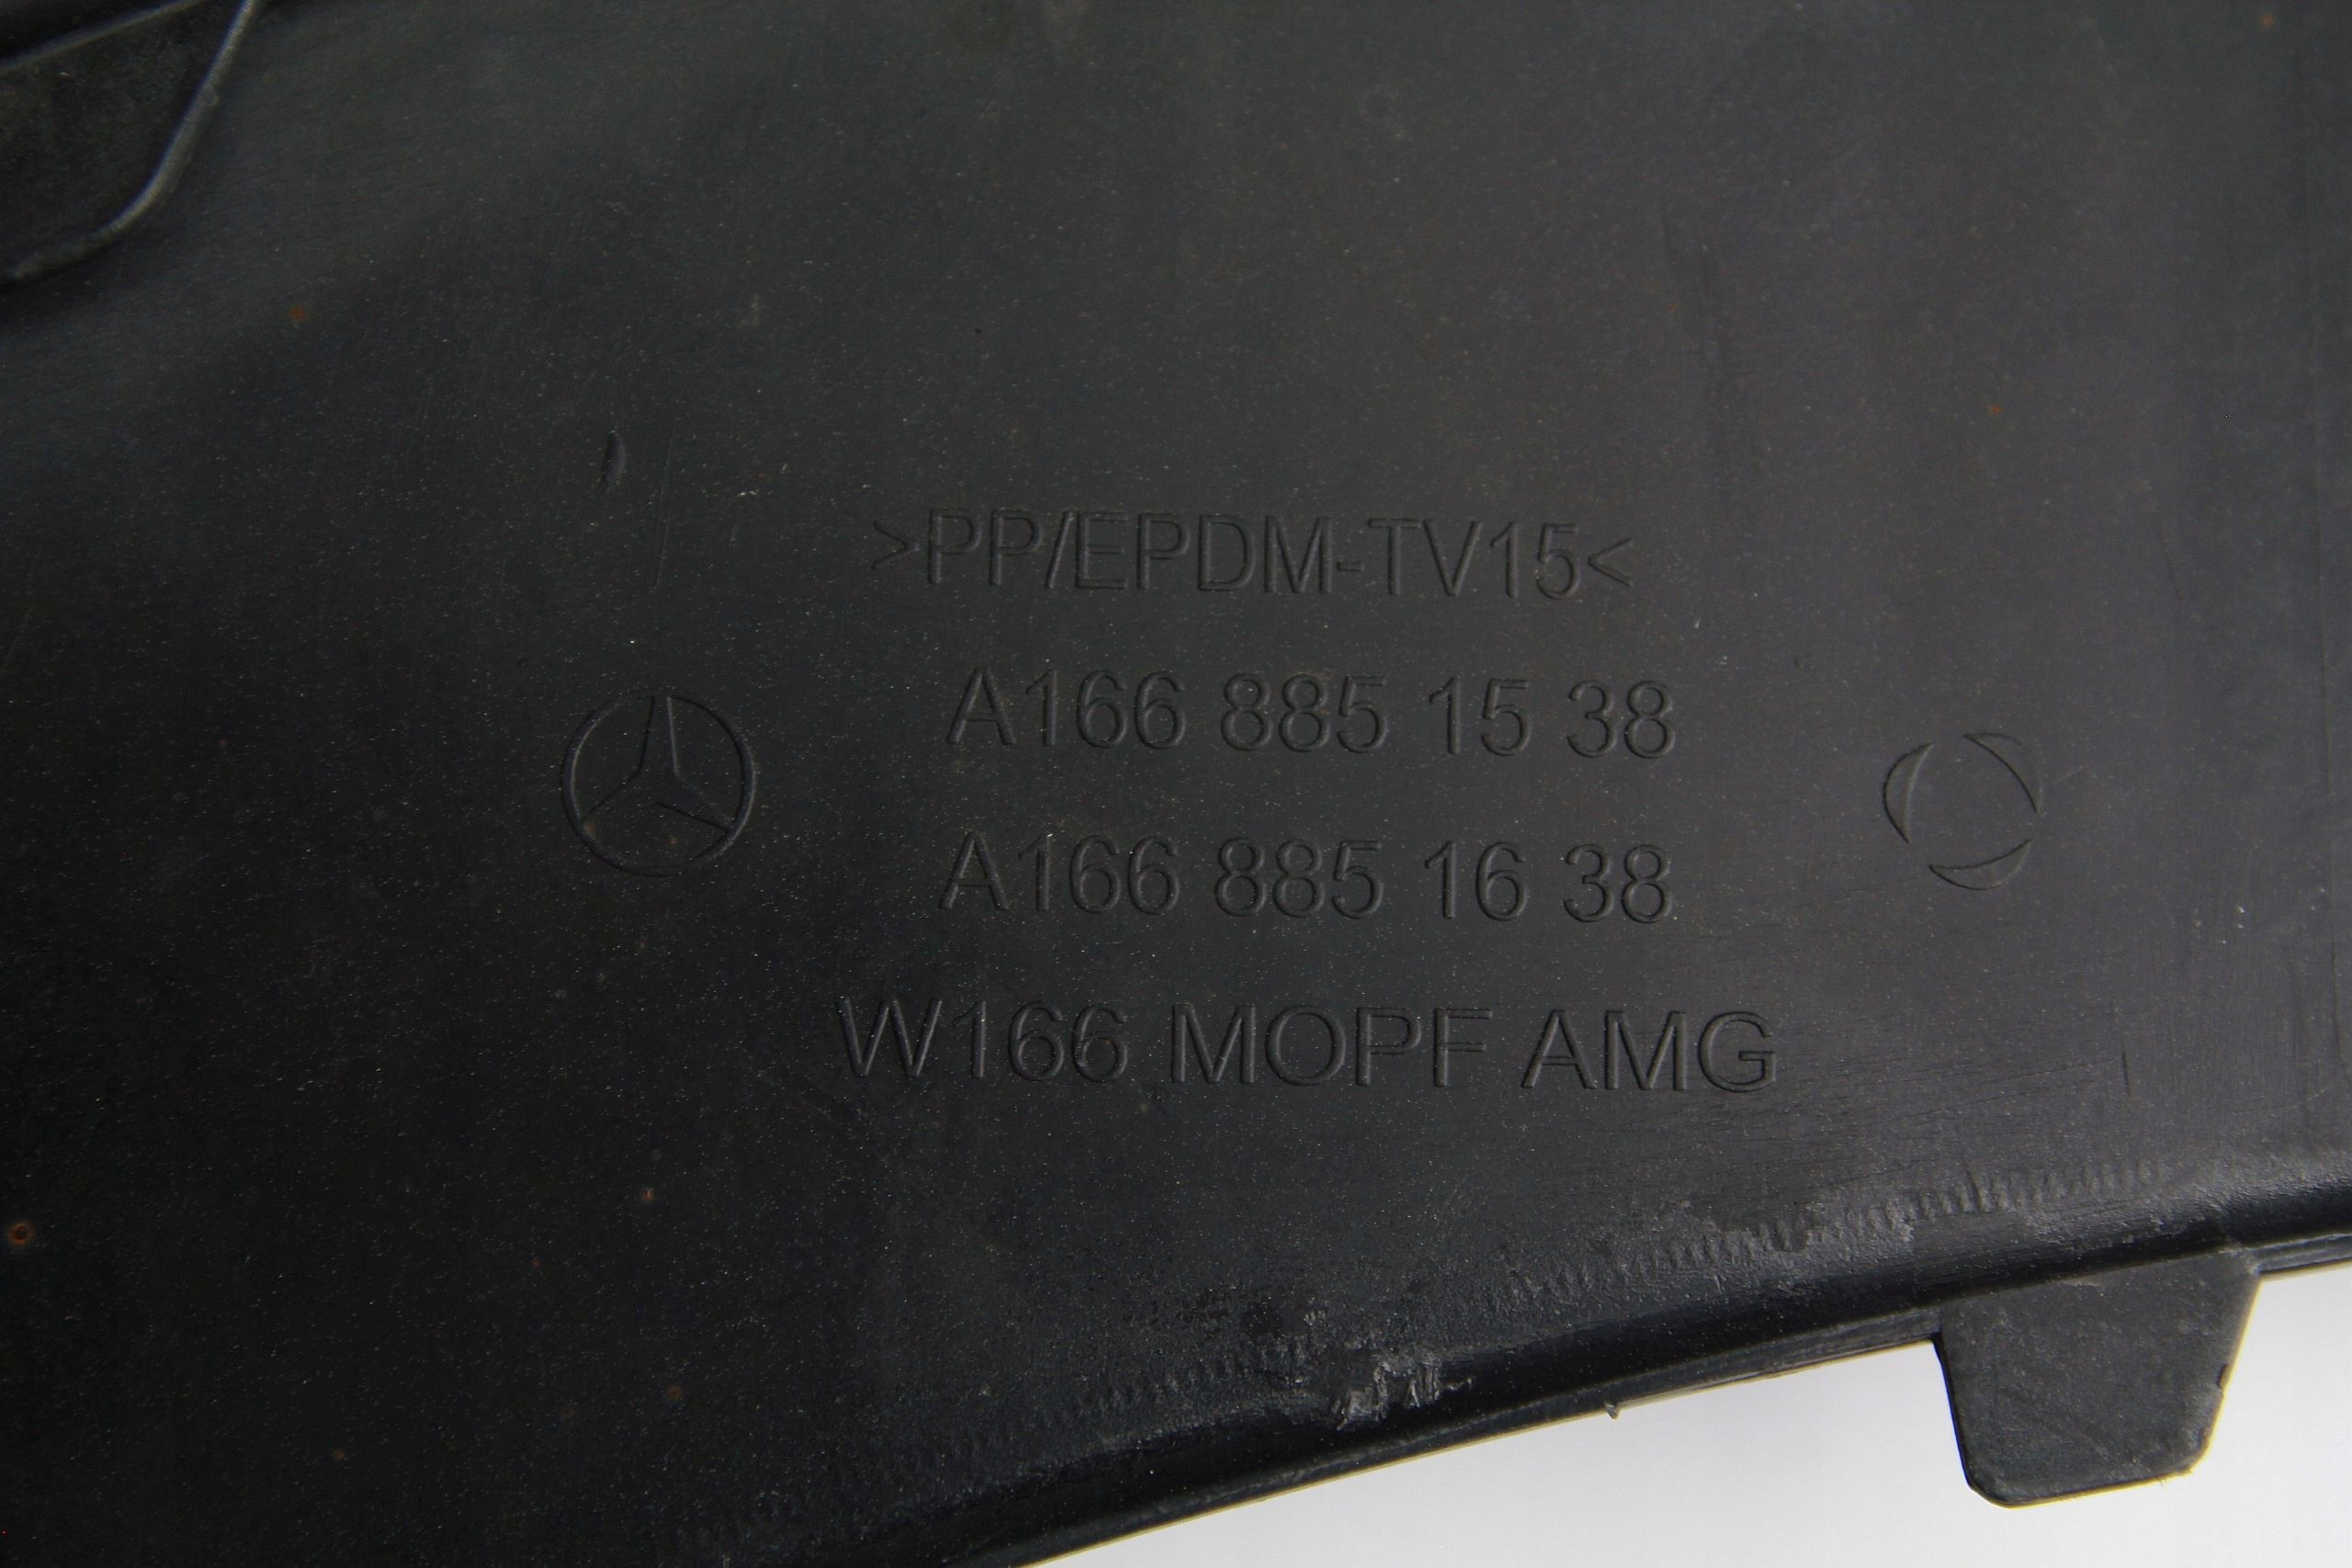 >PP/EPDM-TV15<
A166 885 15 38
A166 885 16 38
W166 MOPF AMG